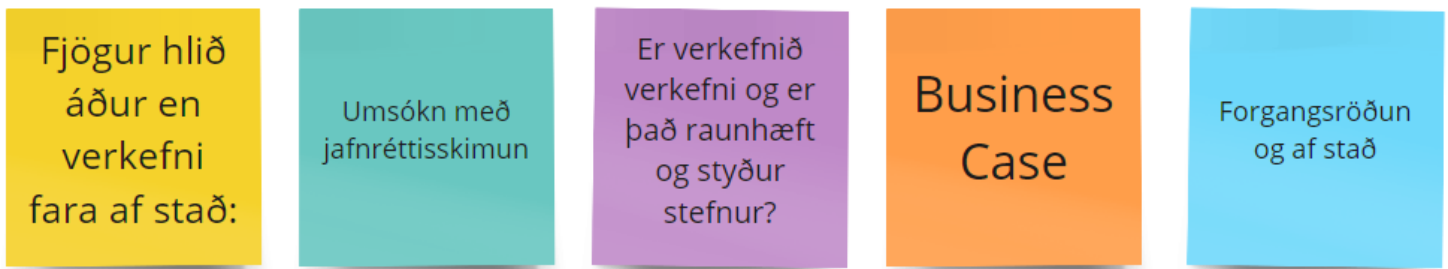 Fjögur hlið
áður en
verkefni
fara af stað:
Umsókn með
jafnréttisskimun
Er verkefnið
verkefni og er
það raunhæft
og styður
stefnur?
Business
Case
Forgangsröðun
og af stað